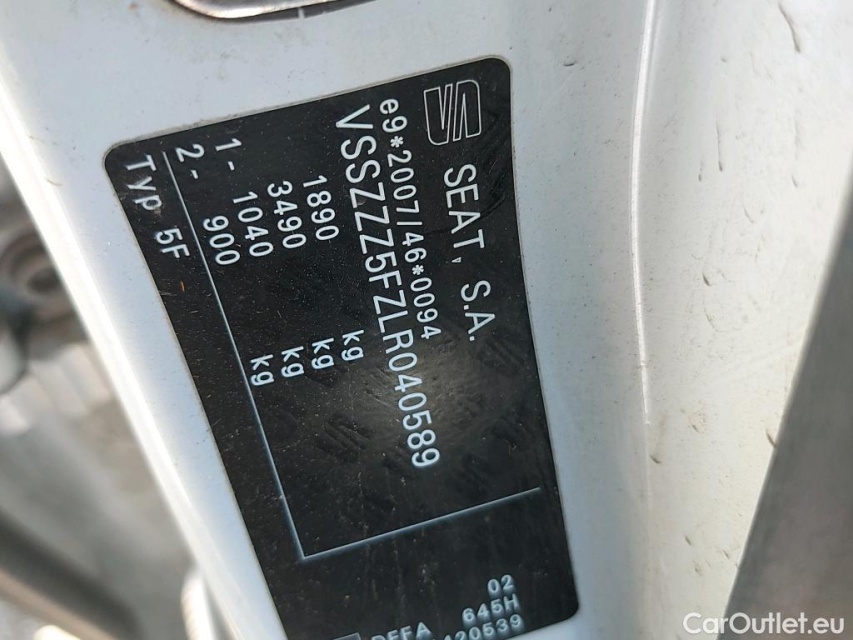 SEAT, S.A.
e9*2007/46*0094
VSSZZZ5FZLR040589
1890 kg
3490 kg
1- 1040 kg
2- 900 kg
Typ 5F
02
645H
420539
CarOutlet.eu